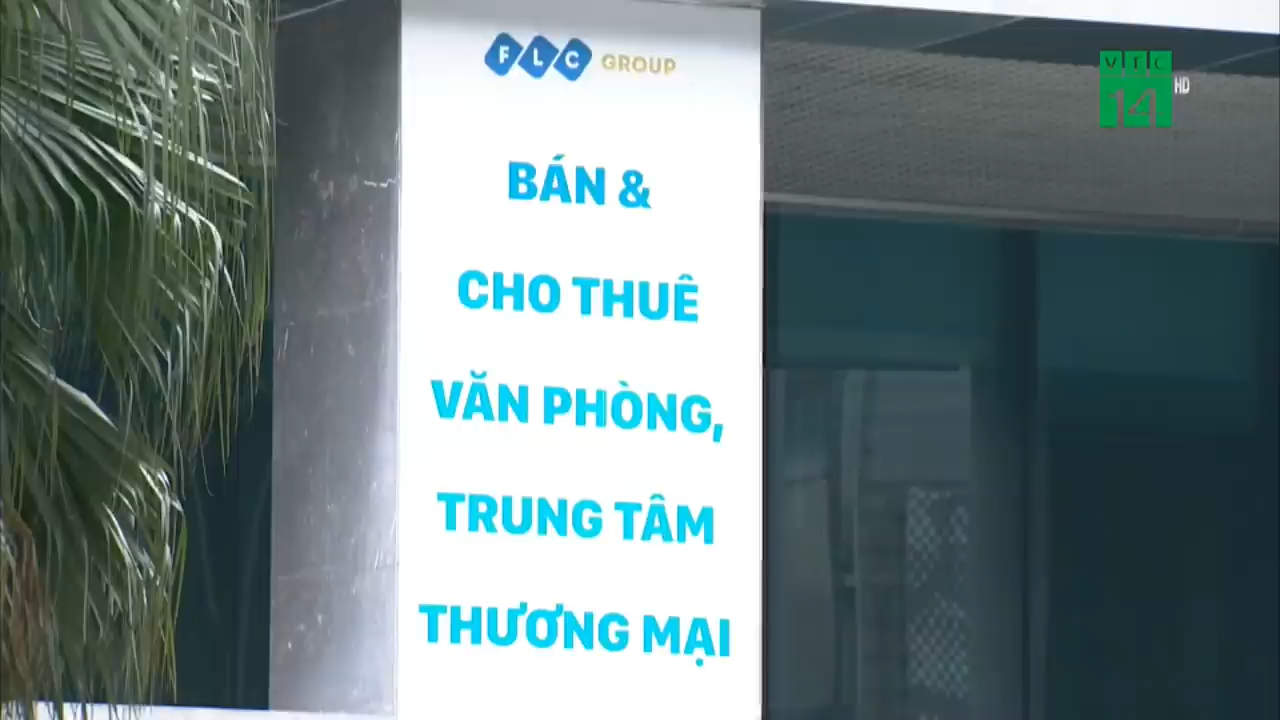 FLC GROUP
VTC
14 HD
BÁN &
CHO THUÊ
VĂN PHÒNG,
TRUNG TÂM
THƯƠNG MẠI